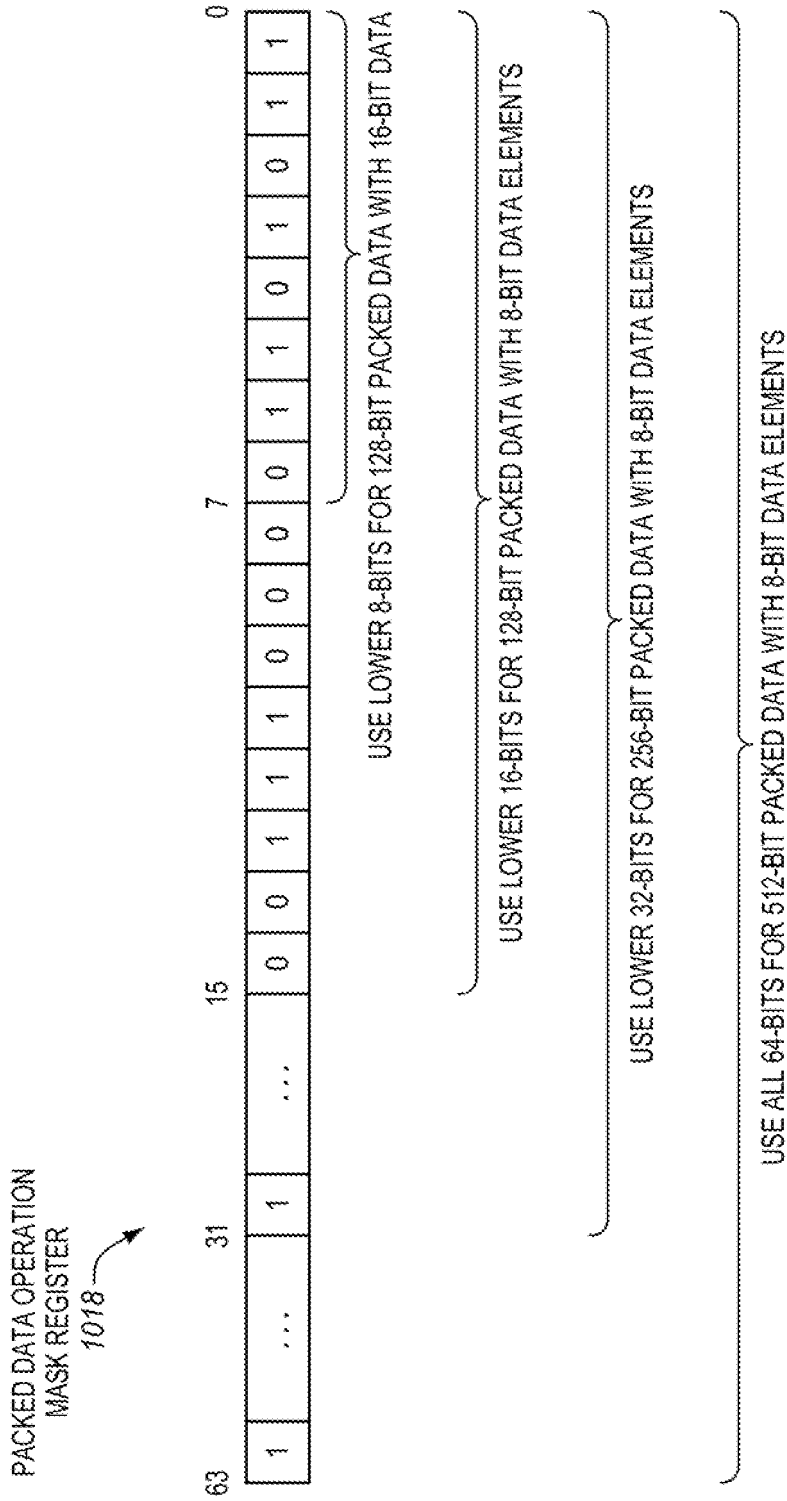 PACKED DATA OPERATION
MASK REGISTER
1018
63 31 15 7 0
1 ... 1 ... 0 0 1 1 1 0 0 0 0 1 1 0 1 0 1 1
USE LOWER 8-BITS FOR 128-BIT PACKED DATA WITH 16-BIT DATA
USE LOWER 16-BITS FOR 128-BIT PACKED DATA WITH 8-BIT DATA ELEMENTS
USE LOWER 32-BITS FOR 256-BIT PACKED DATA WITH 8-BIT DATA ELEMENTS
USE ALL 64-BITS FOR 512-BIT PACKED DATA WITH 8-BIT DATA ELEMENTS